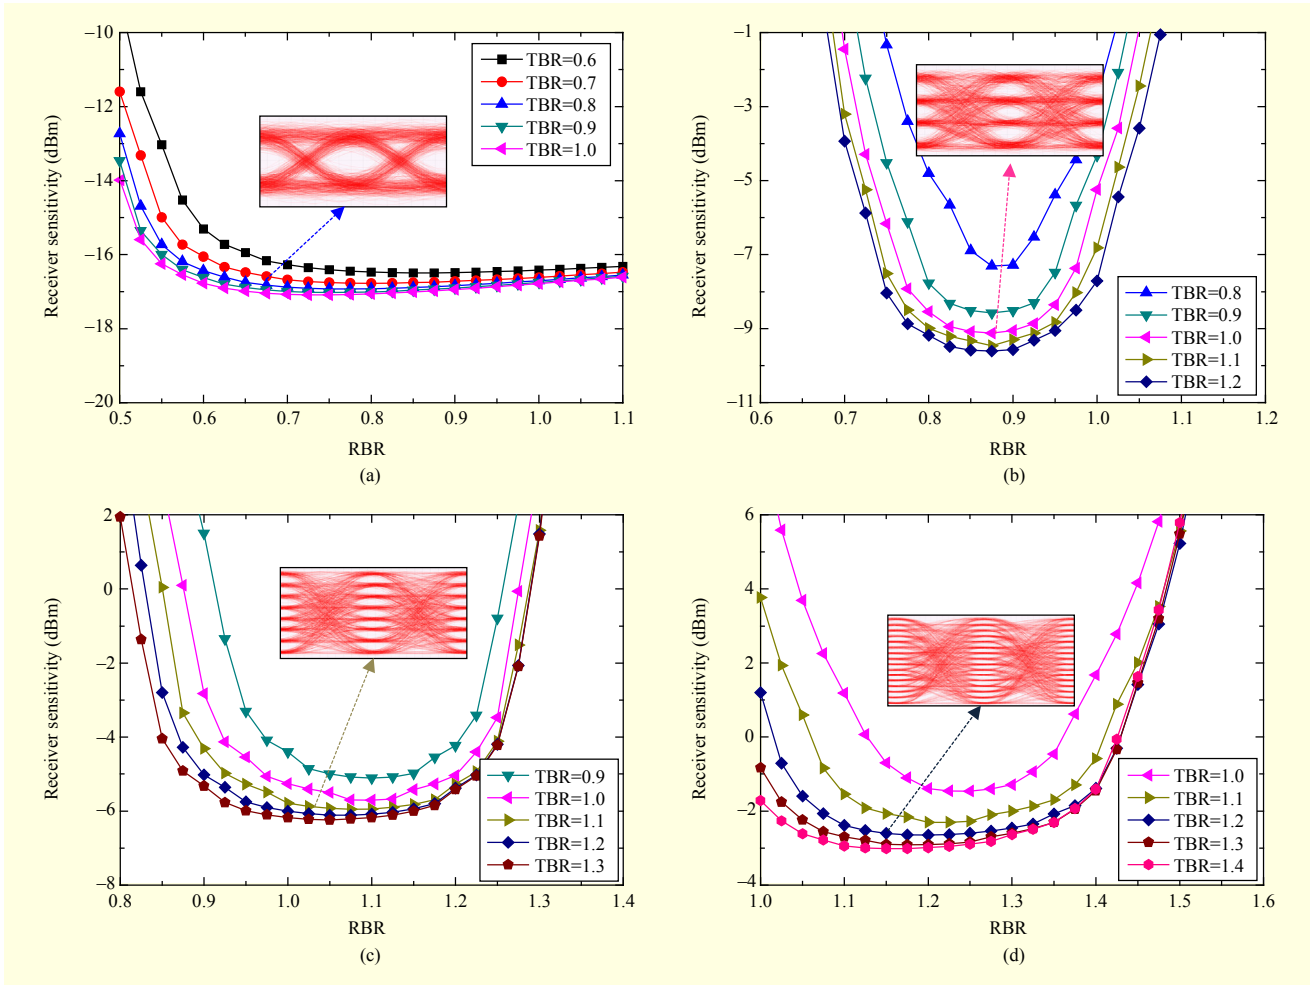 −10
−12
−14
−16
−18
−20
Receiver sensitivity (dBm)
TBR=0.6
TBR=0.7
TBR=0.8
TBR=0.9
TBR=1.0
0.5 0.6 0.7 0.8 0.9 1.0 1.1
RBR
(a)
−1
−3
−5
−7
−9
−11
Receiver sensitivity (dBm)
TBR=0.8
TBR=0.9
TBR=1.0
TBR=1.1
TBR=1.2
0.6 0.7 0.8 0.9 1.0 1.1 1.2
RBR
(b)
2
0
−2
−4
−6
−8
Receiver sensitivity (dBm)
TBR=0.9
TBR=1.0
TBR=1.1
TBR=1.2
TBR=1.3
0.8 0.9 1.0 1.1 1.2 1.3 1.4
RBR
(c)
6
4
2
0
−2
−4
Receiver sensitivity (dBm)
TBR=1.0
TBR=1.1
TBR=1.2
TBR=1.3
TBR=1.4
1.0 1.1 1.2 1.3 1.4 1.5 1.6
RBR
(d)